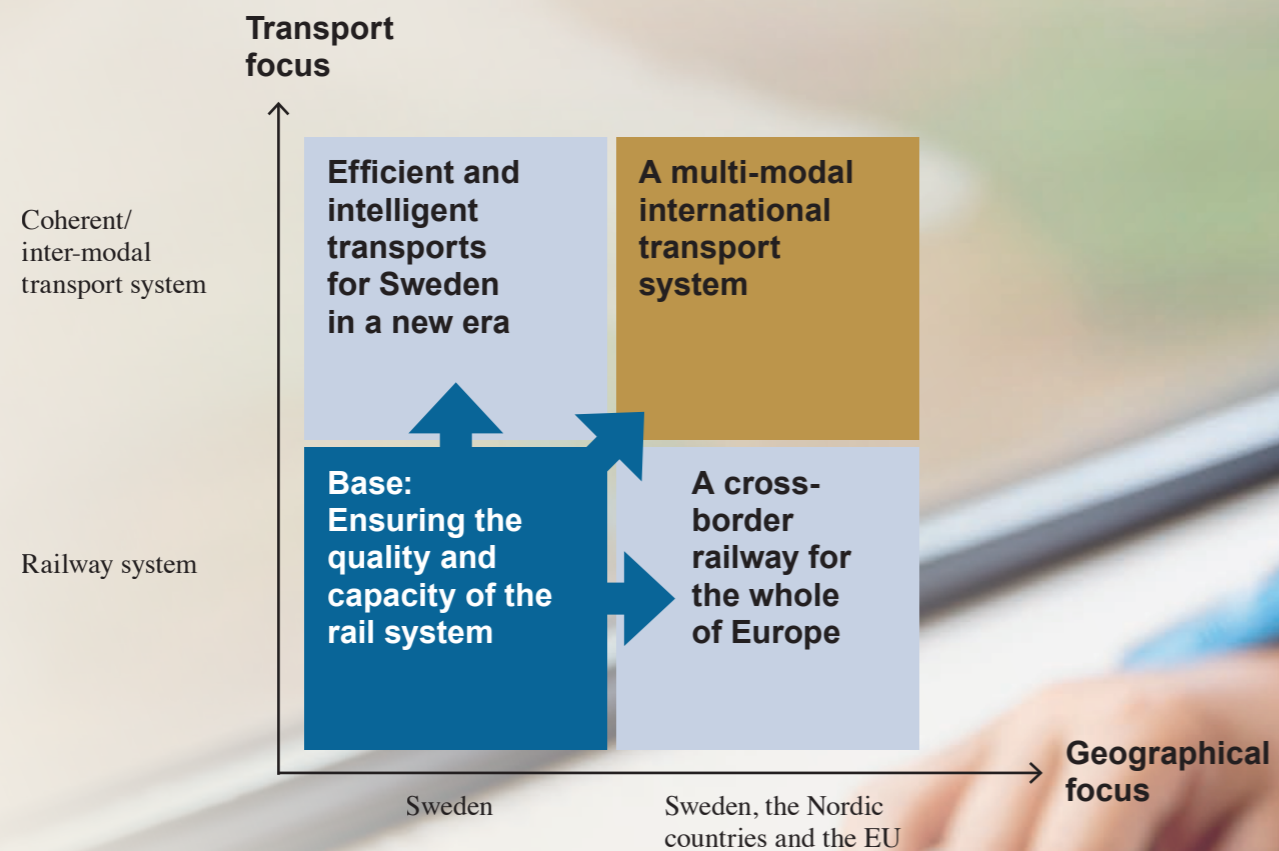 Transport
focus
Coherent/
inter-modal
transport system
Efficient and
intelligent
transports
for Sweden
in a new era
A multi-modal
international
transport
system
Railway system
Base:
Ensuring the
quality and
capacity of the
rail system
A cross-
border
railway for
the whole
of Europe
Geographical
focus
Sweden
Sweden, the Nordic
countries and the EU